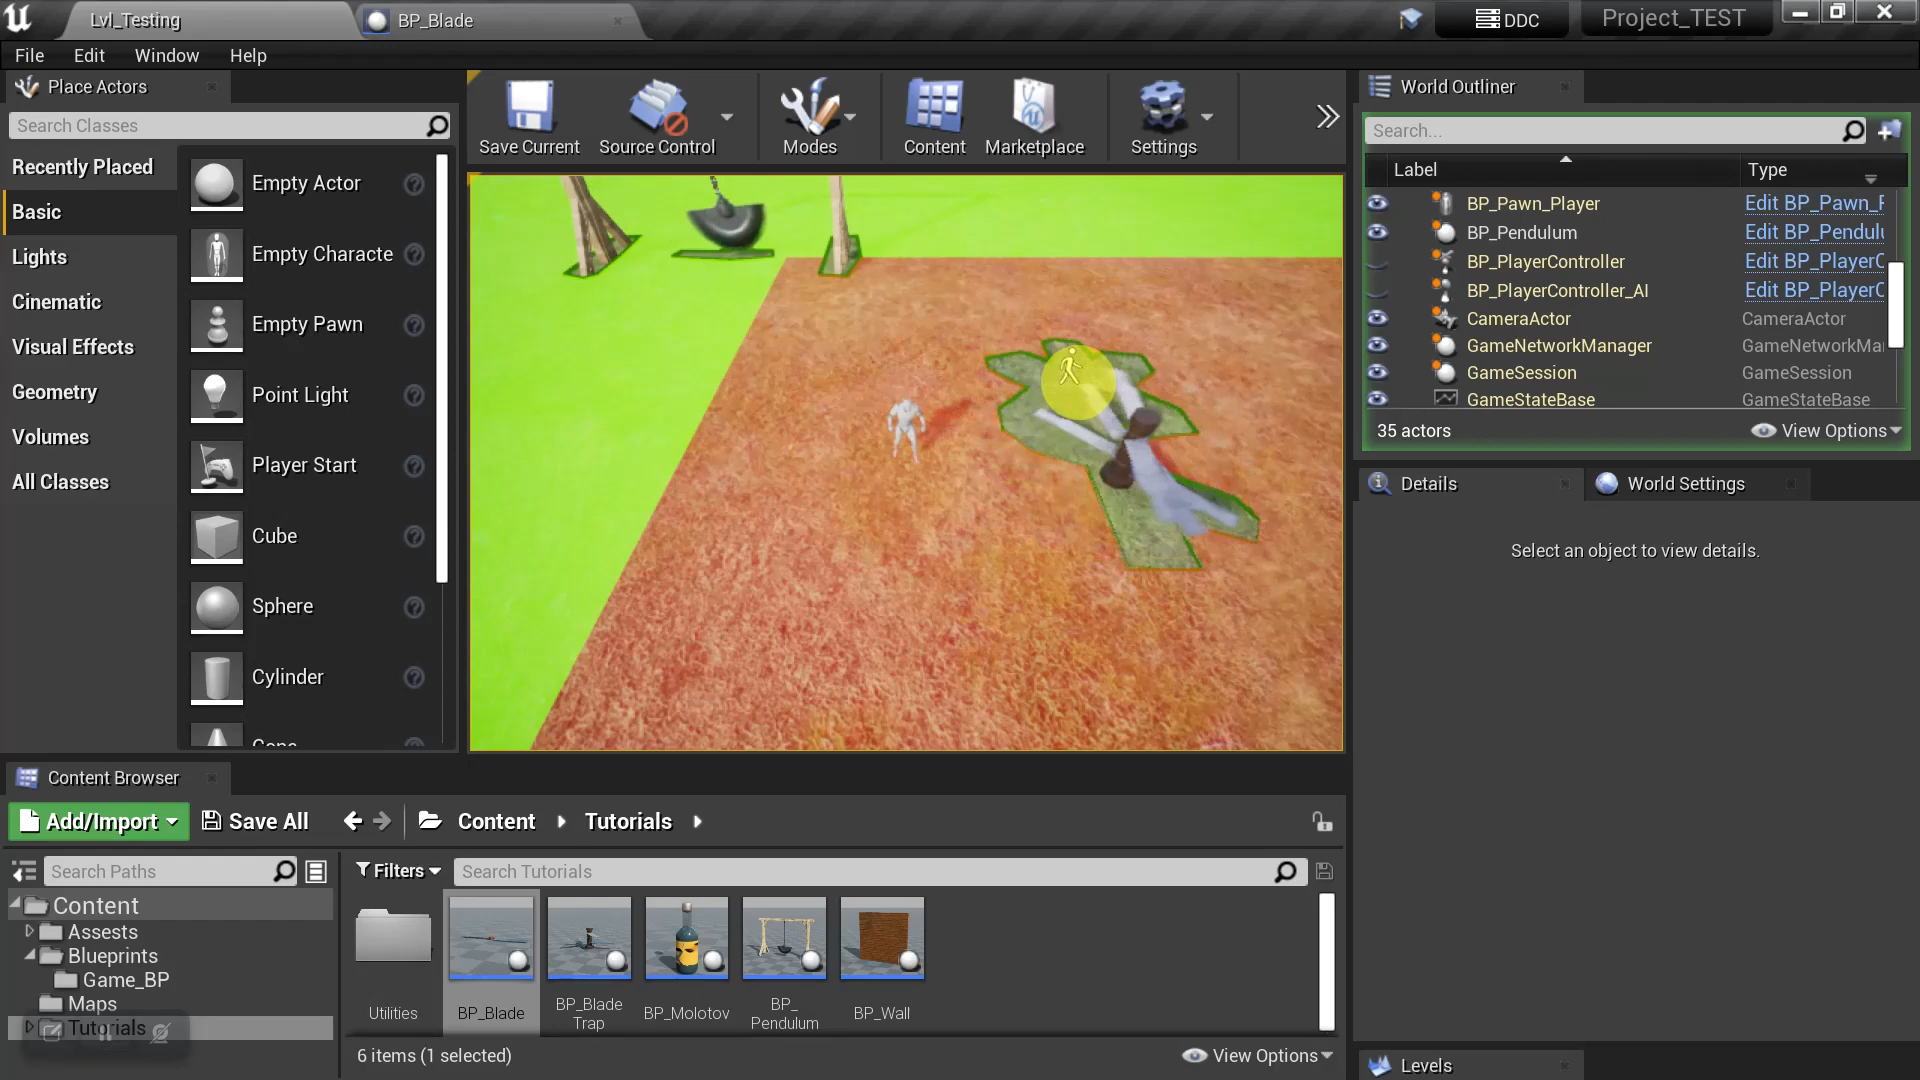 Lvl_Testing
BP_Blade
DDC
Project_TEST
File Edit Window Help
Place Actors
Search Classes
Recently Placed
Basic
Lights
Cinematic
Visual Effects
Geometry
Volumes
All Classes
Empty Actor
Empty Characte
Empty Pawn
Point Light
Player Start
Cube
Sphere
Cylinder
Cone
Save Current
Source Control
Modes
Content
Marketplace
Settings
World Outliner
Search...
Label Type
BP_Pawn_Player Edit BP_Pawn_P
BP_Pendulum Edit BP_Pendulu
BP_PlayerController Edit BP_PlayerC
BP_PlayerController_AI Edit BP_PlayerC
CameraActor CameraActor
GameNetworkManager GameNetworkMa
GameSession GameSession
GameStateBase GameStateBase
35 actors
View Options
Details
World Settings
Select an object to view details.
Levels
Content Browser
Add/Import Save All Content Tutorials
Search Paths
Filters Search Tutorials
Content
Assests
Blueprints
Game_BP
Maps
Tutorials
Utilities
BP_Blade
BP_Blade
Trap
BP_Molotov
BP_
Pendulum
BP_Wall
6 items (1 selected)
View Options